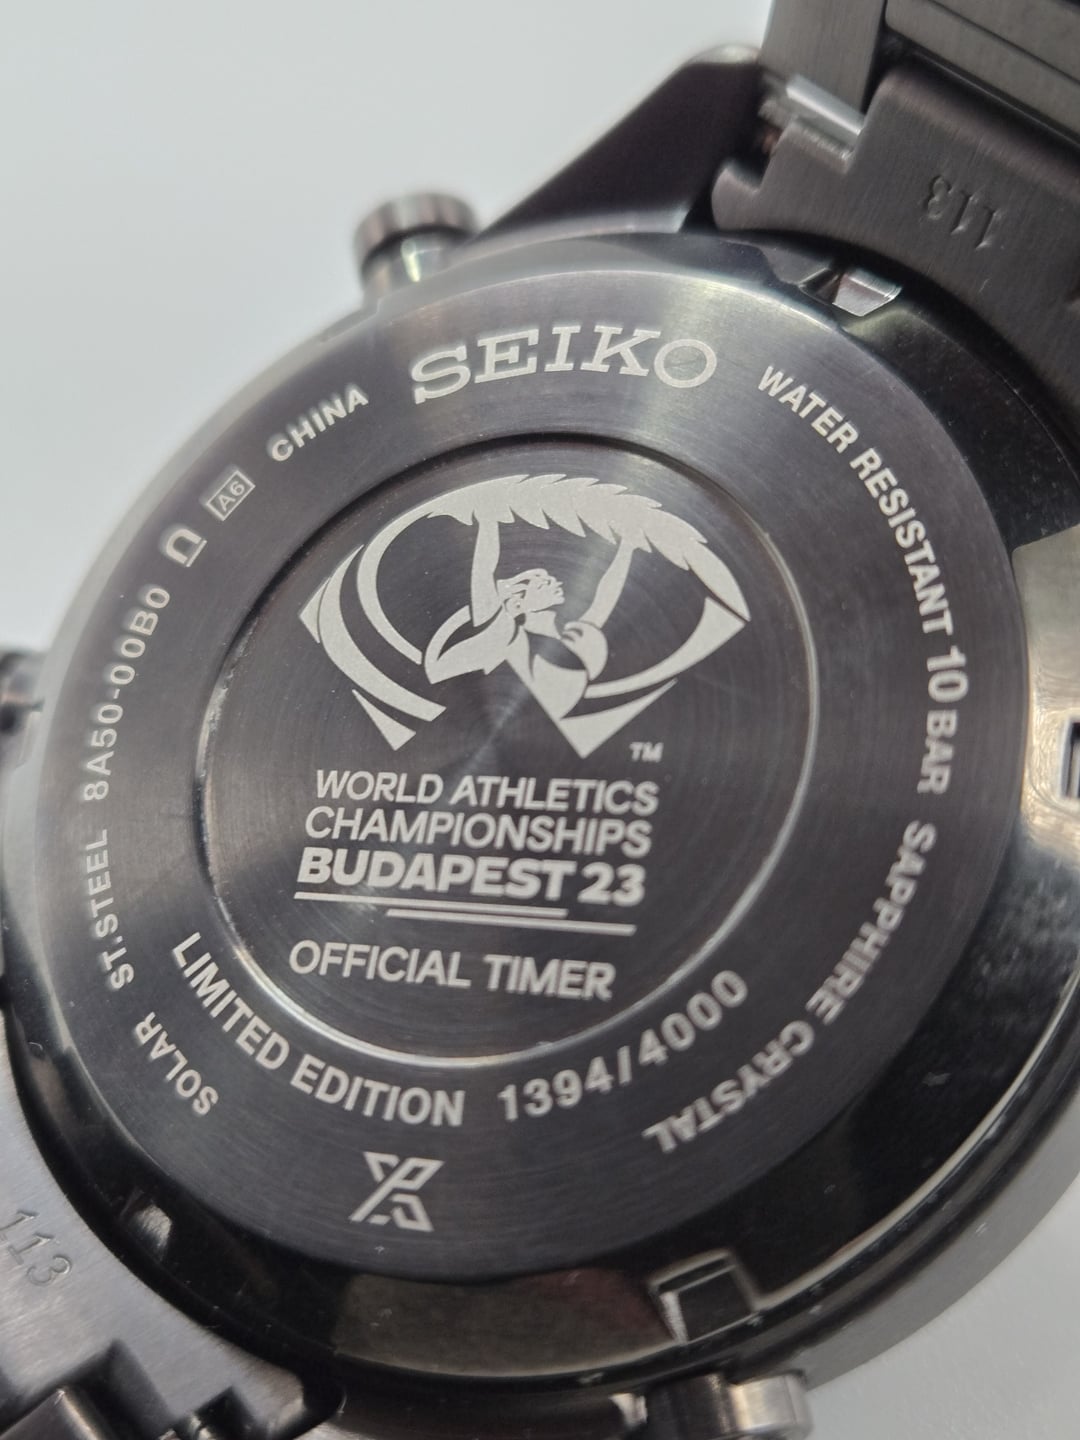 SEIKO
WATER RESISTANT 10 BAR SAPPHIRE CRYSTAL
SOLAR ST.STEEL 8A50-00B0 A6 CHINA
™
WORLD ATHLETICS
CHAMPIONSHIPS
BUDAPEST 23
OFFICIAL TIMER
LIMITED EDITION 1394/4000
113
113